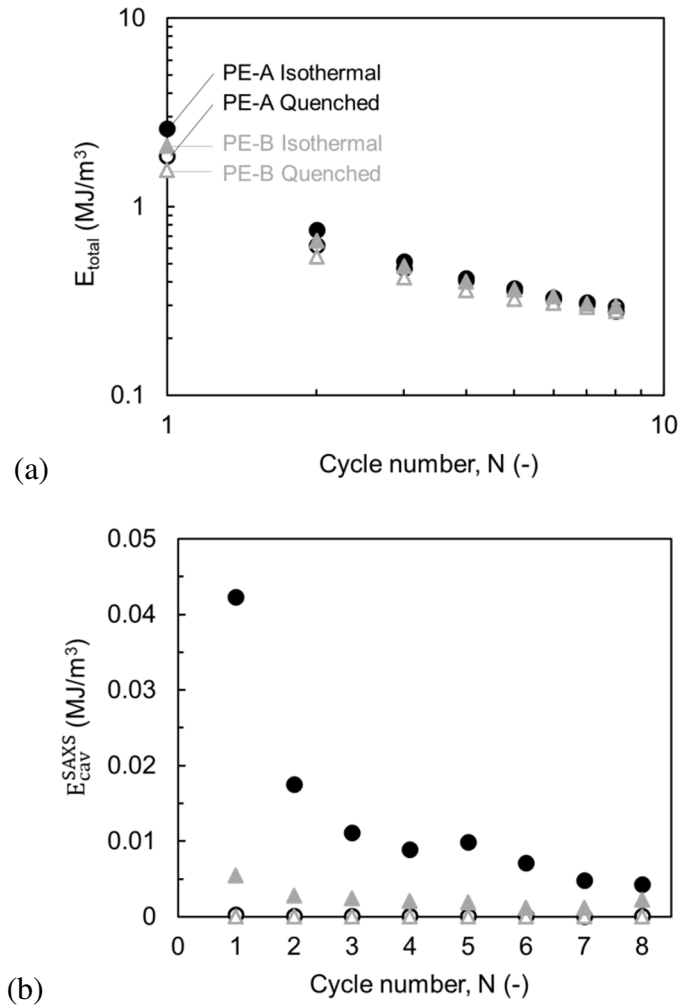 10
PE-A Isothermal
PE-A Quenched
PE-B Isothermal
PE-B Quenched
1
E_total (MJ/m³)
0.1
1
10
Cycle number, N (-)
(a)
0.05
0.04
0.03
0.02
0.01
0
E_cav^SAXS (MJ/m³)
0 1 2 3 4 5 6 7 8
Cycle number, N (-)
(b)